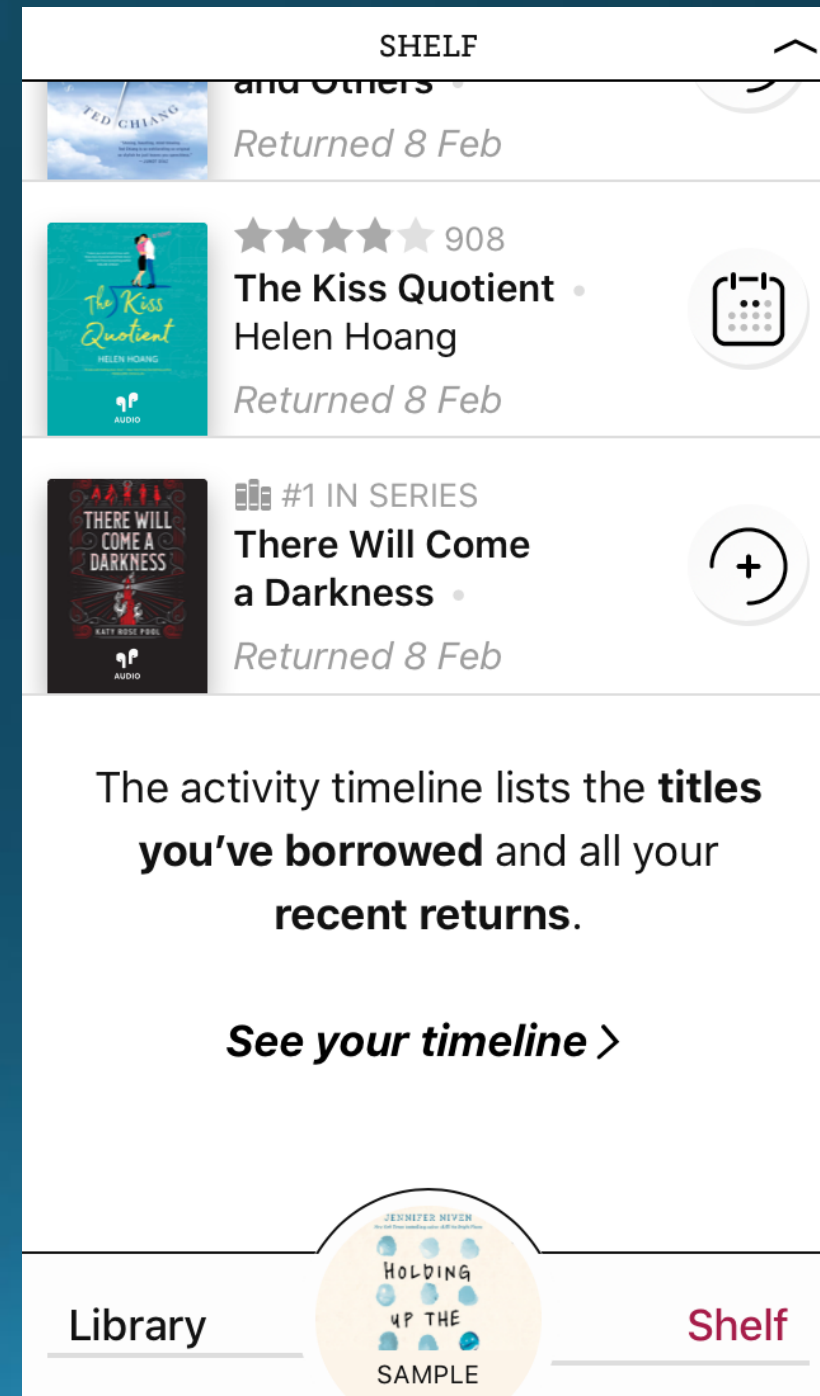 SHELF
and Others
TED CHIANG
Returned 8 Feb
908
The Kiss Quotient
Helen Hoang
Returned 8 Feb
The Kiss
Quotient
HELEN HOANG
AUDIO
#1 IN SERIES
There Will Come
a Darkness
Returned 8 Feb
THERE WILL
COME A
DARKNESS
KATY ROSE POOL
AUDIO
The activity timeline lists the titles
you’ve borrowed and all your
recent returns.
See your timeline
JENNIFER NIVEN
HOLDING
UP THE
SAMPLE
Library
Shelf